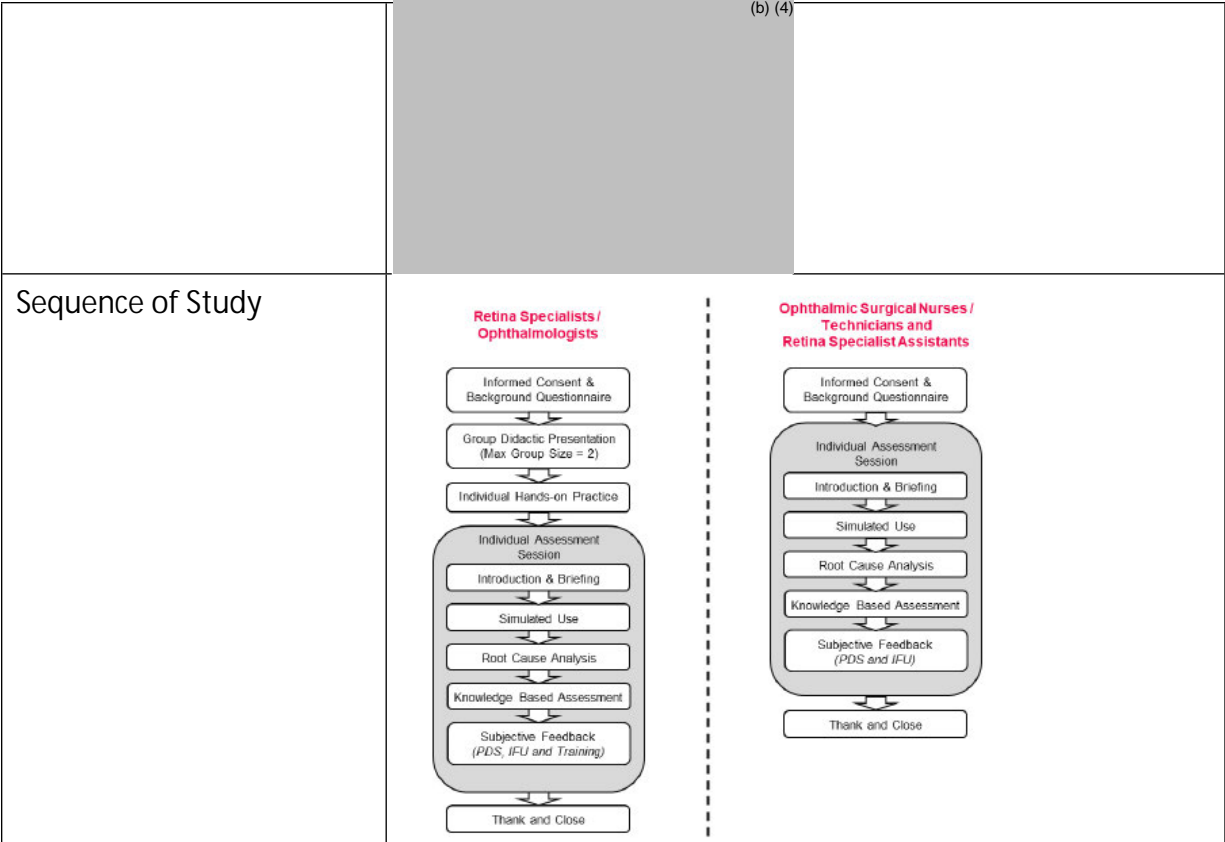 (b) (4)
Sequence of Study
Retina Specialists /
Ophthalmologists
Informed Consent &
Background Questionnaire
Group Didactic Presentation
(Max Group Size = 2)
Individual Hands-on Practice
Individual Assessment
Session
Introduction & Briefing
Simulated Use
Root Cause Analysis
Knowledge Based Assessment
Subjective Feedback
(PDS, IFU and Training)
Thank and Close
Ophthalmic Surgical Nurses /
Technicians and
Retina Specialist Assistants
Informed Consent &
Background Questionnaire
Individual Assessment
Session
Introduction & Briefing
Simulated Use
Root Cause Analysis
Knowledge Based Assessment
Subjective Feedback
(PDS and IFU)
Thank and Close